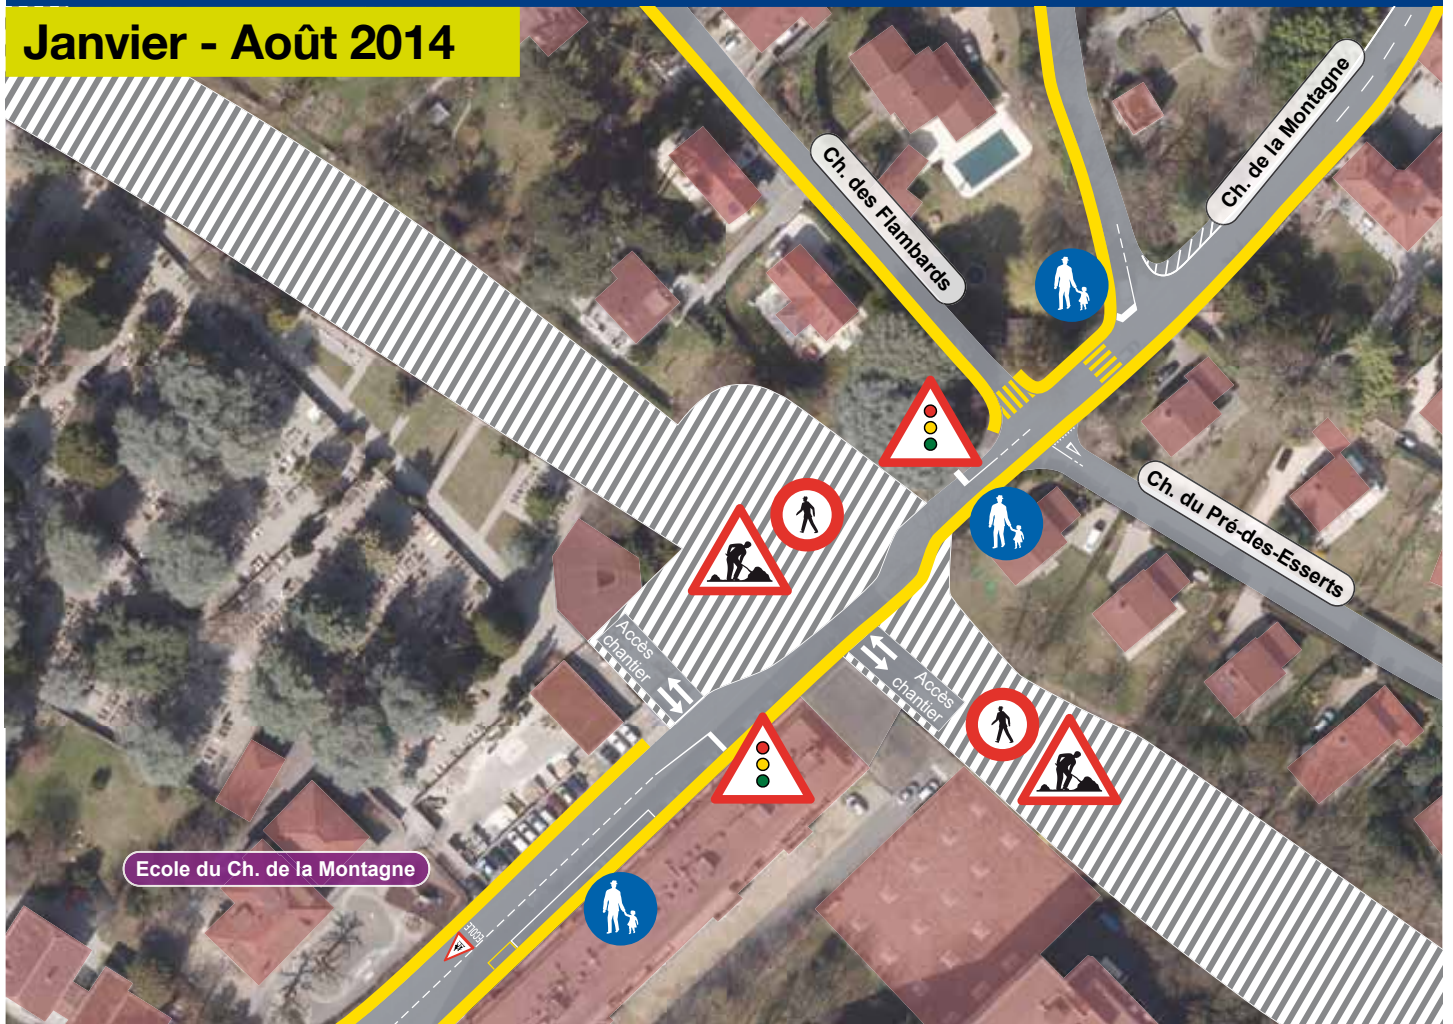 Janvier - Août 2014
Ch. des Flambards
Ch. de la Montagne
Ch. du Pré-des-Esserts
Accès
chantier
Accès
chantier
Ecole du Ch. de la Montagne
ECOLE